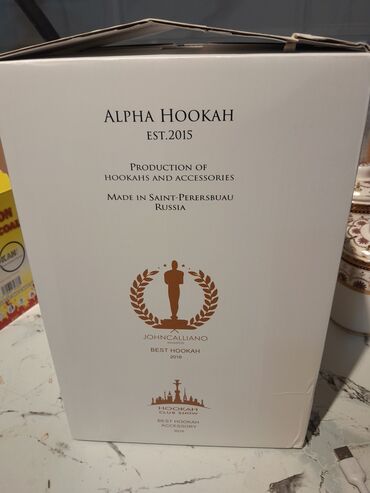 ALPHA HOOKAH
EST.2015
PRODUCTION OF
HOOKAHS AND ACCESSORIES
MADE IN SAINT-PERERSBUAU
RUSSIA
JOHNCALLIANO
BEST HOOKAH
2016
HOOKAH
CLUB SHOW
BEST HOOKAH
ACCESSORY